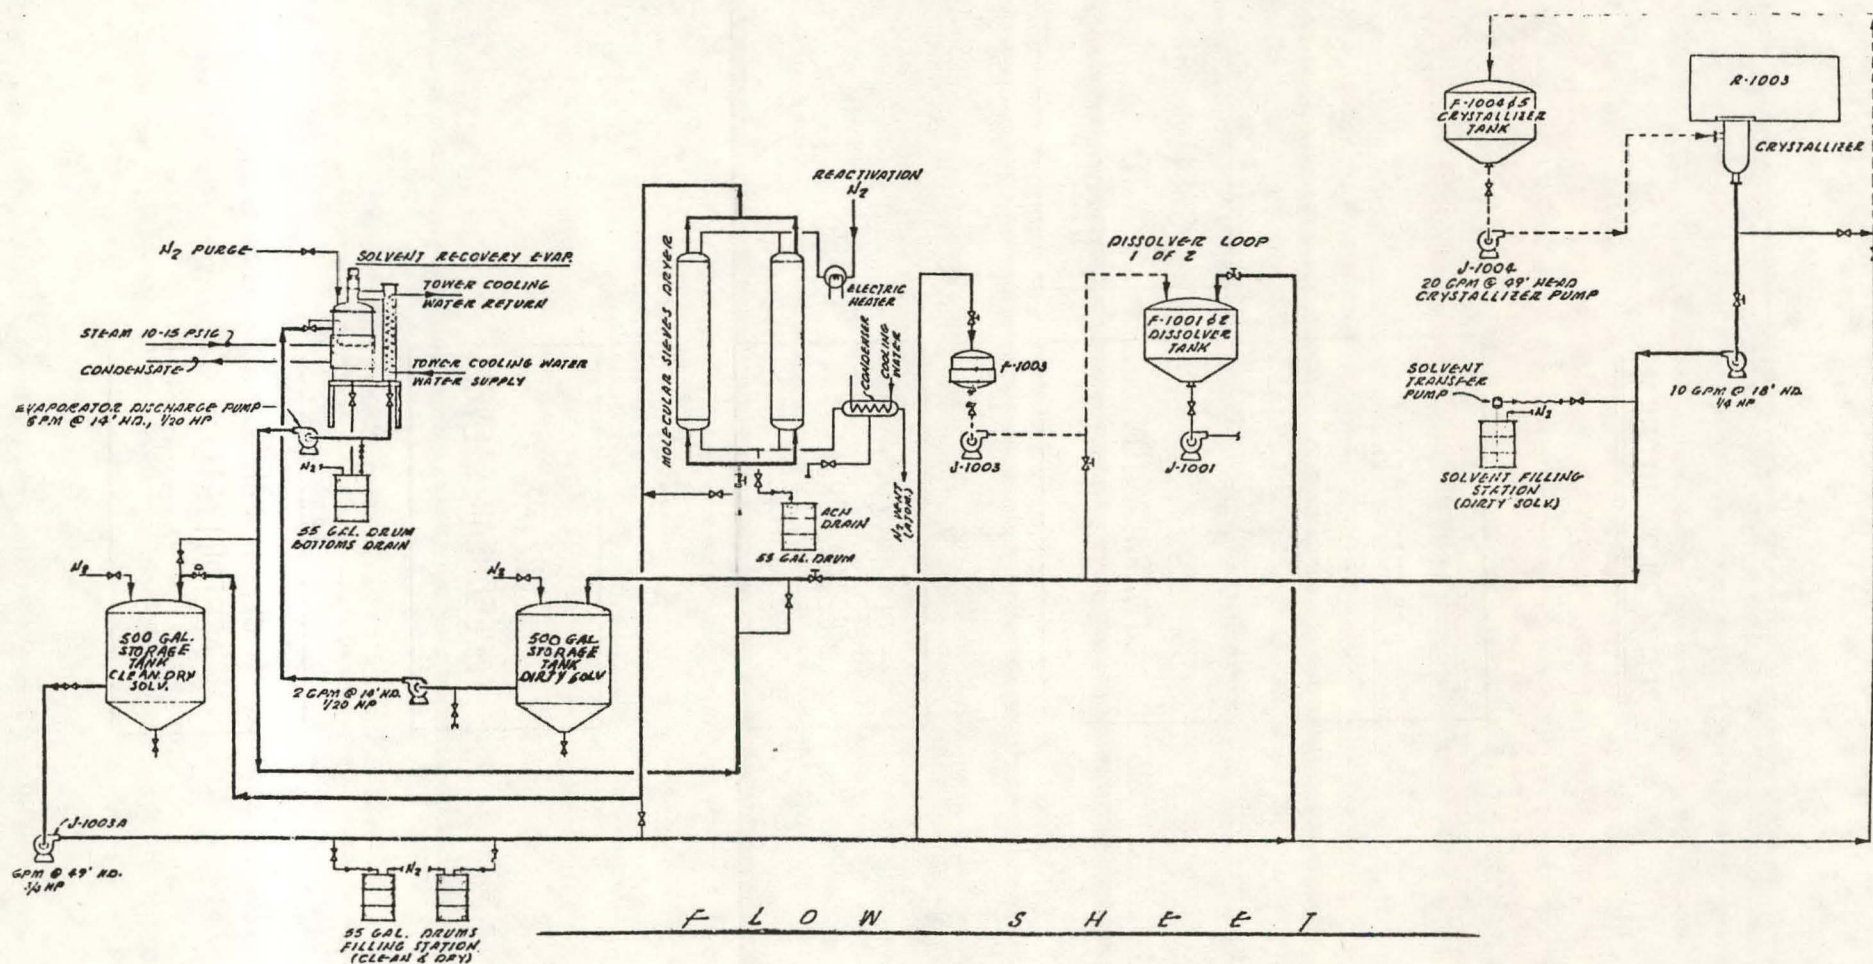 R-1003
F-1004 & 5
CRYSTALLIZER
TANK
CRYSTALLIZER
J-1004
20 GPM @ 49' HEAD
CRYSTALLIZER PUMP
REACTIVATION
N2
DISSOLVER LOOP
1 OF 2
N2 PURGE
SOLVENT RECOVERY EVAP.
TOWER COOLING
WATER RETURN
MOLECULAR SIEVES DRYER
ELECTRIC
HEATER
STEAM 10-15 PSIG
CONDENSATE
TOWER COOLING WATER
WATER SUPPLY
CONDENSER
COOLING
WATER
F-1003
F-1001 & 2
DISSOLVER
TANK
EVAPORATOR DISCHARGE PUMP
GPM @ 14' HD., 1/20 HP
N2
55 GAL. DRUM
BOTTOMS DRAIN
ACN
DRAIN
55 GAL. DRUM
N2 VENT
(ATOM.)
J-1003
J-1001
SOLVENT
TRANSFER
PUMP
N2
10 GPM @ 18' HD.
1/4 HP
SOLVENT FILLING
STATION
(DIRTY SOLV.)
N2
500 GAL.
STORAGE
TANK
CLEAN DRY
SOLV.
N2
500 GAL.
STORAGE
TANK
DIRTY SOLV
2 GPM @ 14' HD.
1/20 HP
J-1003A
GPM @ 49' HD.
3/4 HP
N2
55 GAL. DRUMS
FILLING STATION
(CLEAN & DRY)
FLOW SHEET